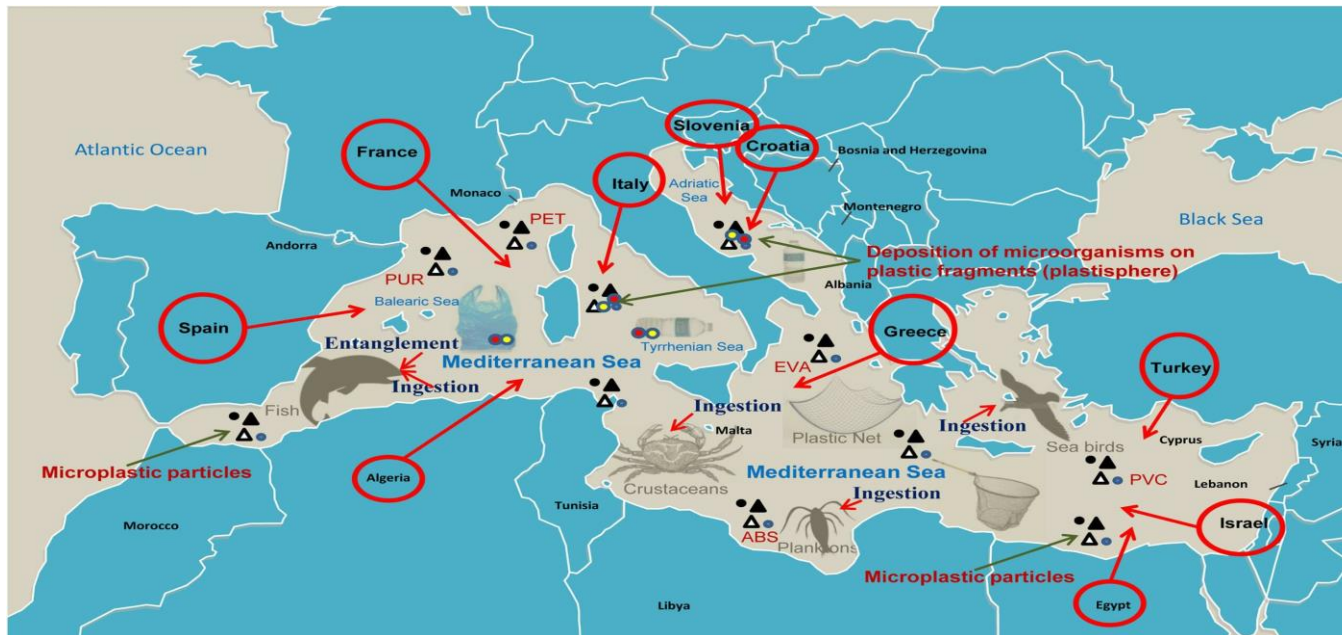 Atlantic Ocean
France
Slovenia
Croatia
Bosnia and Herzegovina
Italy
Adriatic
Sea
Monaco
PET
Montenegro
Black Sea
Andorra
PUR
Deposition of microorganisms on
plastic fragments (plastisphere)
Albania
Balearic Sea
Spain
Entanglement
Mediterranean Sea
Tyrrhenian Sea
Greece
EVA
Turkey
Ingestion
Fish
Ingestion
Malta
Plastic Net
Ingestion
Sea birds
Cyprus
Syria
Microplastic particles
Algeria
Crustaceans
Mediterranean Sea
PVC
Lebanon
Tunisia
Ingestion
Morocco
ABS
Planktons
Israel
Microplastic particles
Libya
Egypt